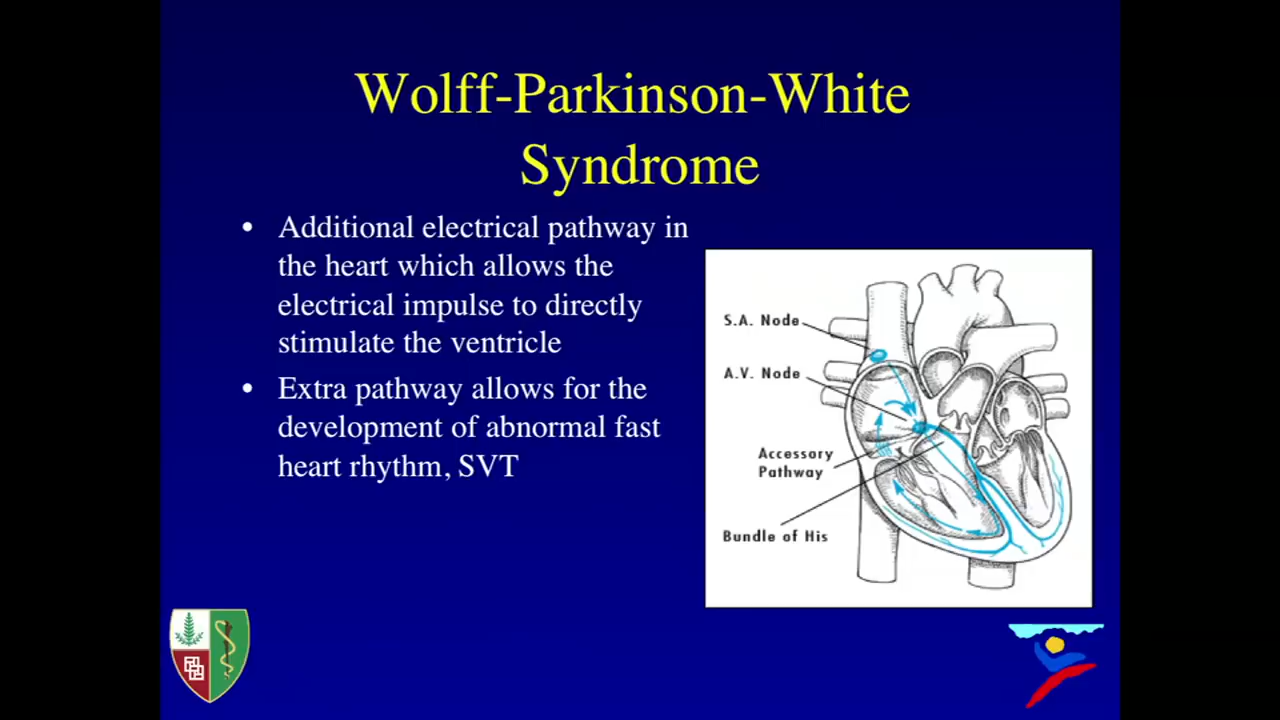 Wolff-Parkinson-White
Syndrome
• Additional electrical pathway in
the heart which allows the
electrical impulse to directly
stimulate the ventricle
• Extra pathway allows for the
development of abnormal fast
heart rhythm, SVT
S.A. Node
A.V. Node
Accessory
Pathway
Bundle of His